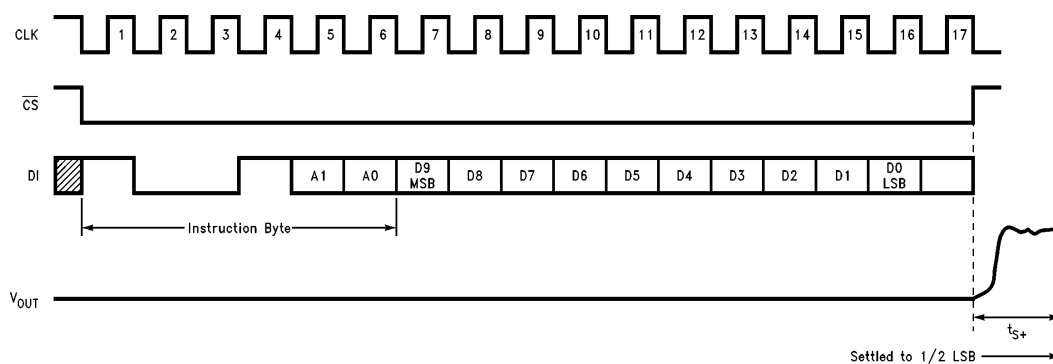 CLK 1 2 3 4 5 6 7 8 9 10 11 12 13 14 15 16 17
CS
DI A1 A0 D9 MSB D8 D7 D6 D5 D4 D3 D2 D1 D0 LSB
Instruction Byte
VOUT
tS+
Settled to 1/2 LSB